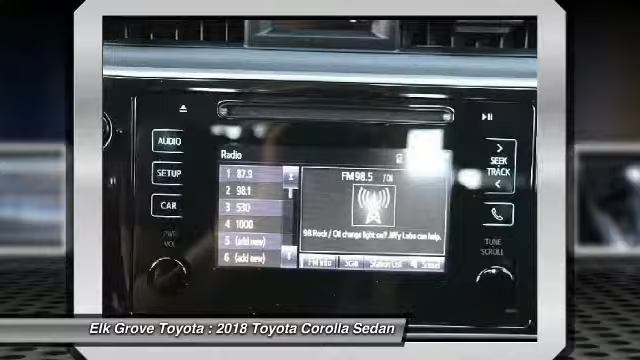 AUDIO
SETUP
CAR
PWR
VOL
Radio
1 87.9
2 98.1
3 530
4 1000
5 (add new)
6 (add new)
FM 98.5
98 Rock / Oil change light on? Jiffy Lube can help.
Scan
Station List
SEEK
TRACK
TUNE
SCROLL
Elk Grove Toyota : 2018 Toyota Corolla Sedan